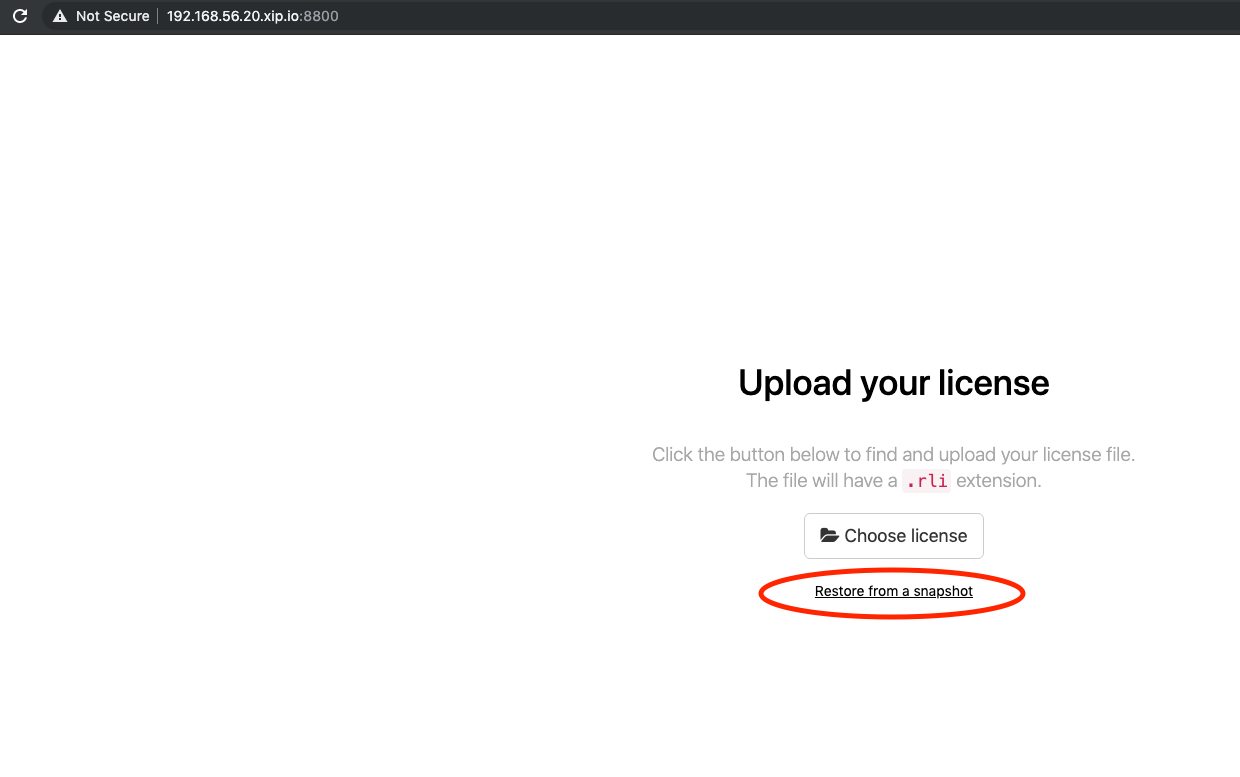 Not Secure | 192.168.56.20.xip.io:8800
Upload your license
Click the button below to find and upload your license file.
The file will have a .rli extension.
Choose license
Restore from a snapshot